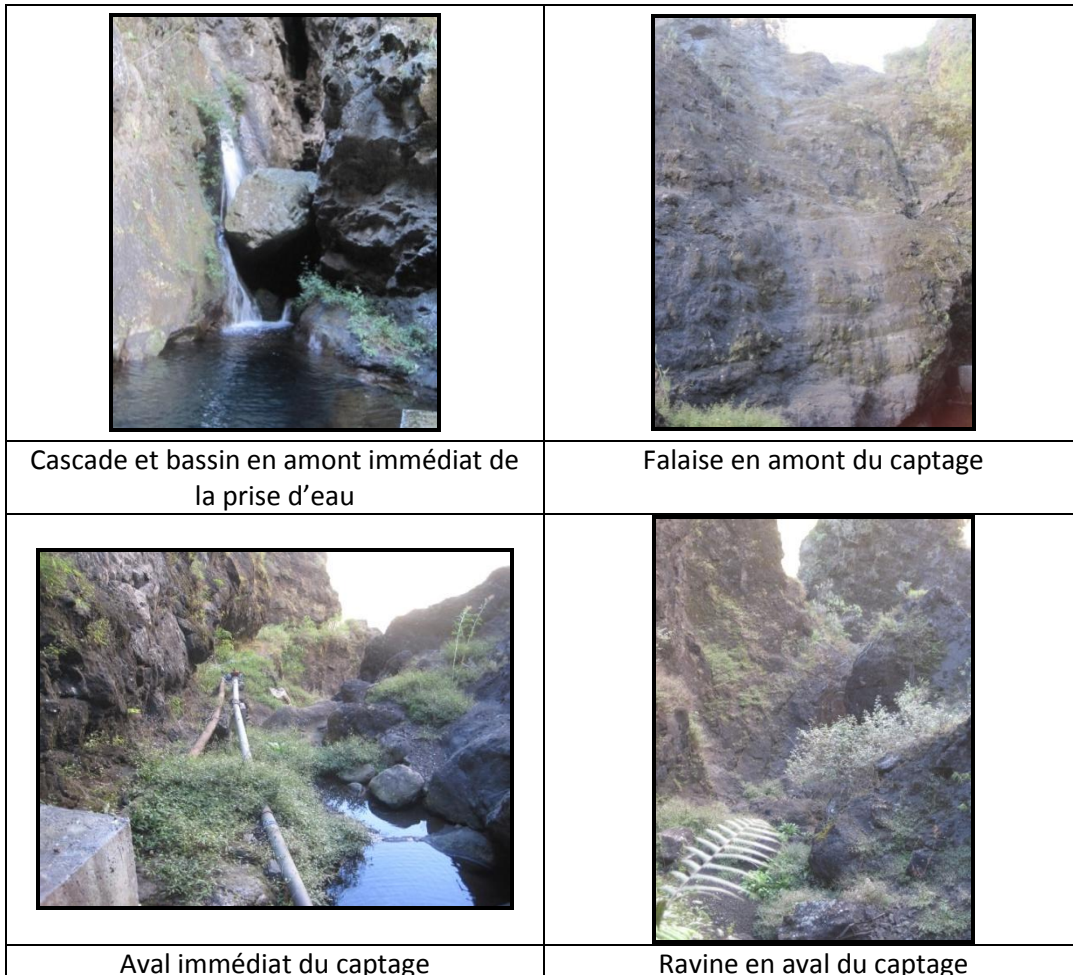 Cascade et bassin en amont immédiat de
la prise d’eau
Falaise en amont du captage
Aval immédiat du captage
Ravine en aval du captage